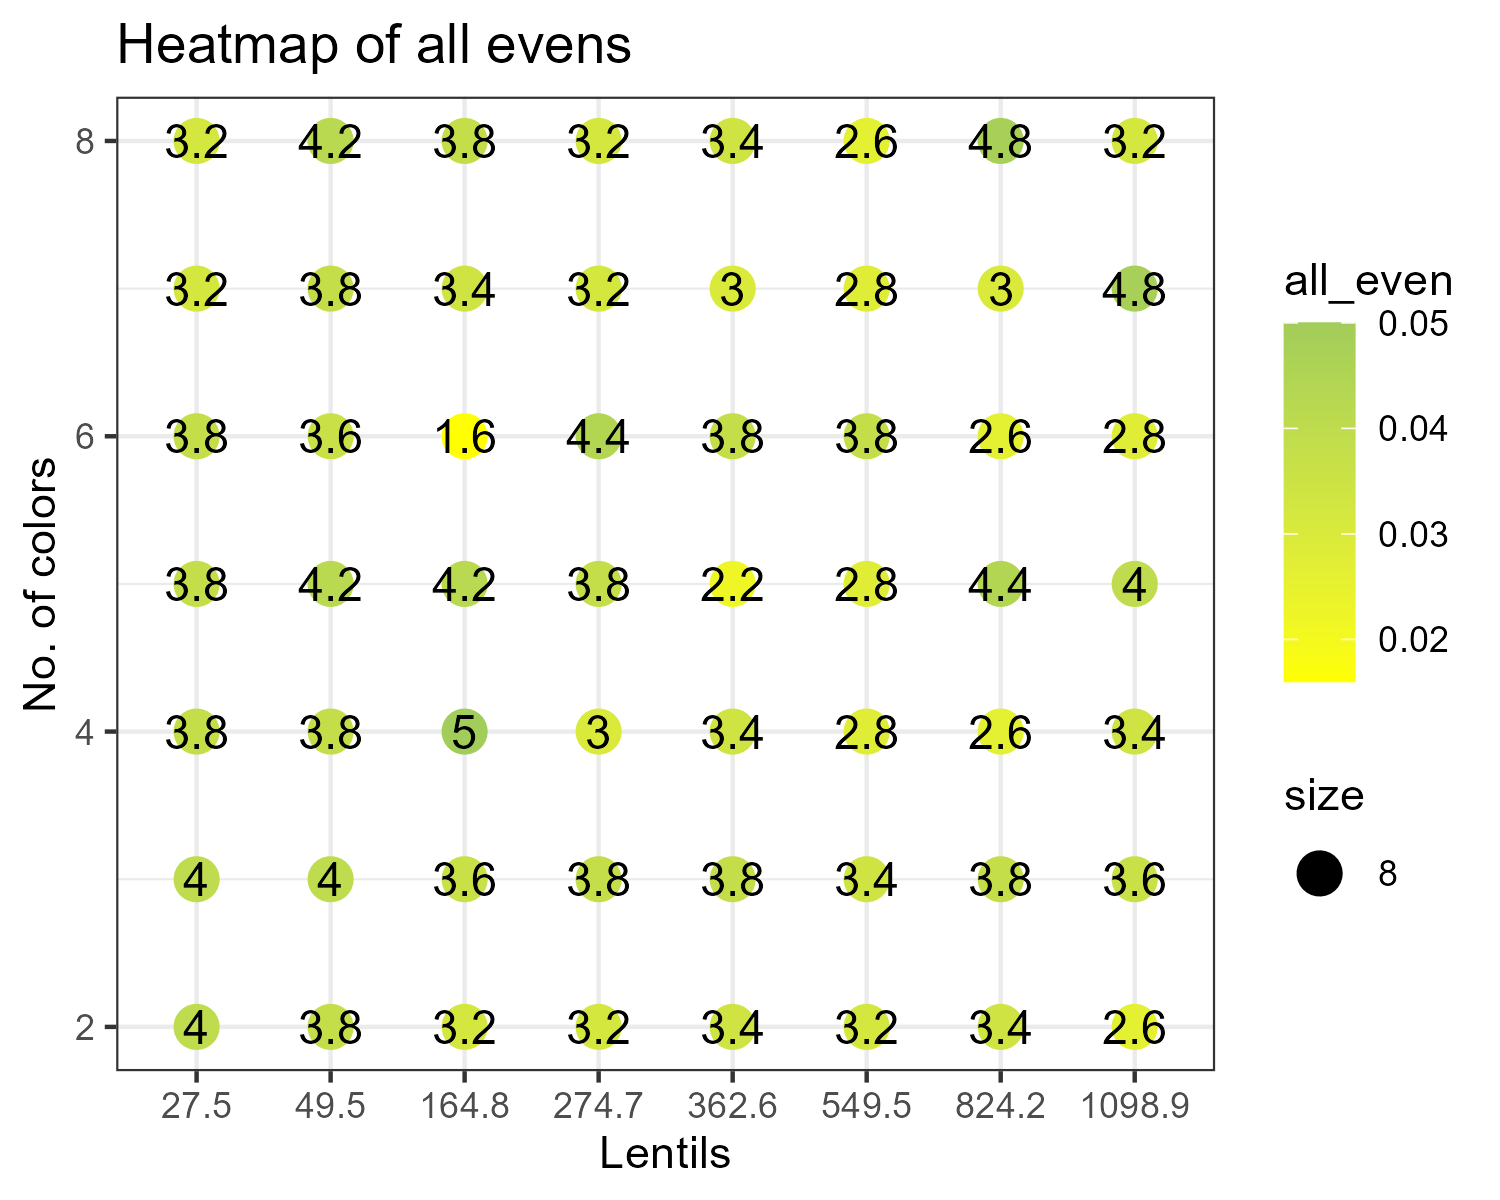 Heatmap of all evens
8
3.2 4.2 3.8 3.2 3.4 2.6 4.8 3.2
3.2 3.8 3.4 3.2 3 2.8 3 4.8
6
3.8 3.6 1.6 4.4 3.8 3.8 2.6 2.8
3.8 4.2 4.2 3.8 2.2 2.8 4.4 4
4
3.8 3.8 5 3 3.4 2.8 2.6 3.4
4 4 3.6 3.8 3.8 3.4 3.8 3.6
2
4 3.8 3.2 3.2 3.4 3.2 3.4 2.6
27.5 49.5 164.8 274.7 362.6 549.5 824.2 1098.9
Lentils
No. of colors
all_even
0.05
0.04
0.03
0.02
size
8